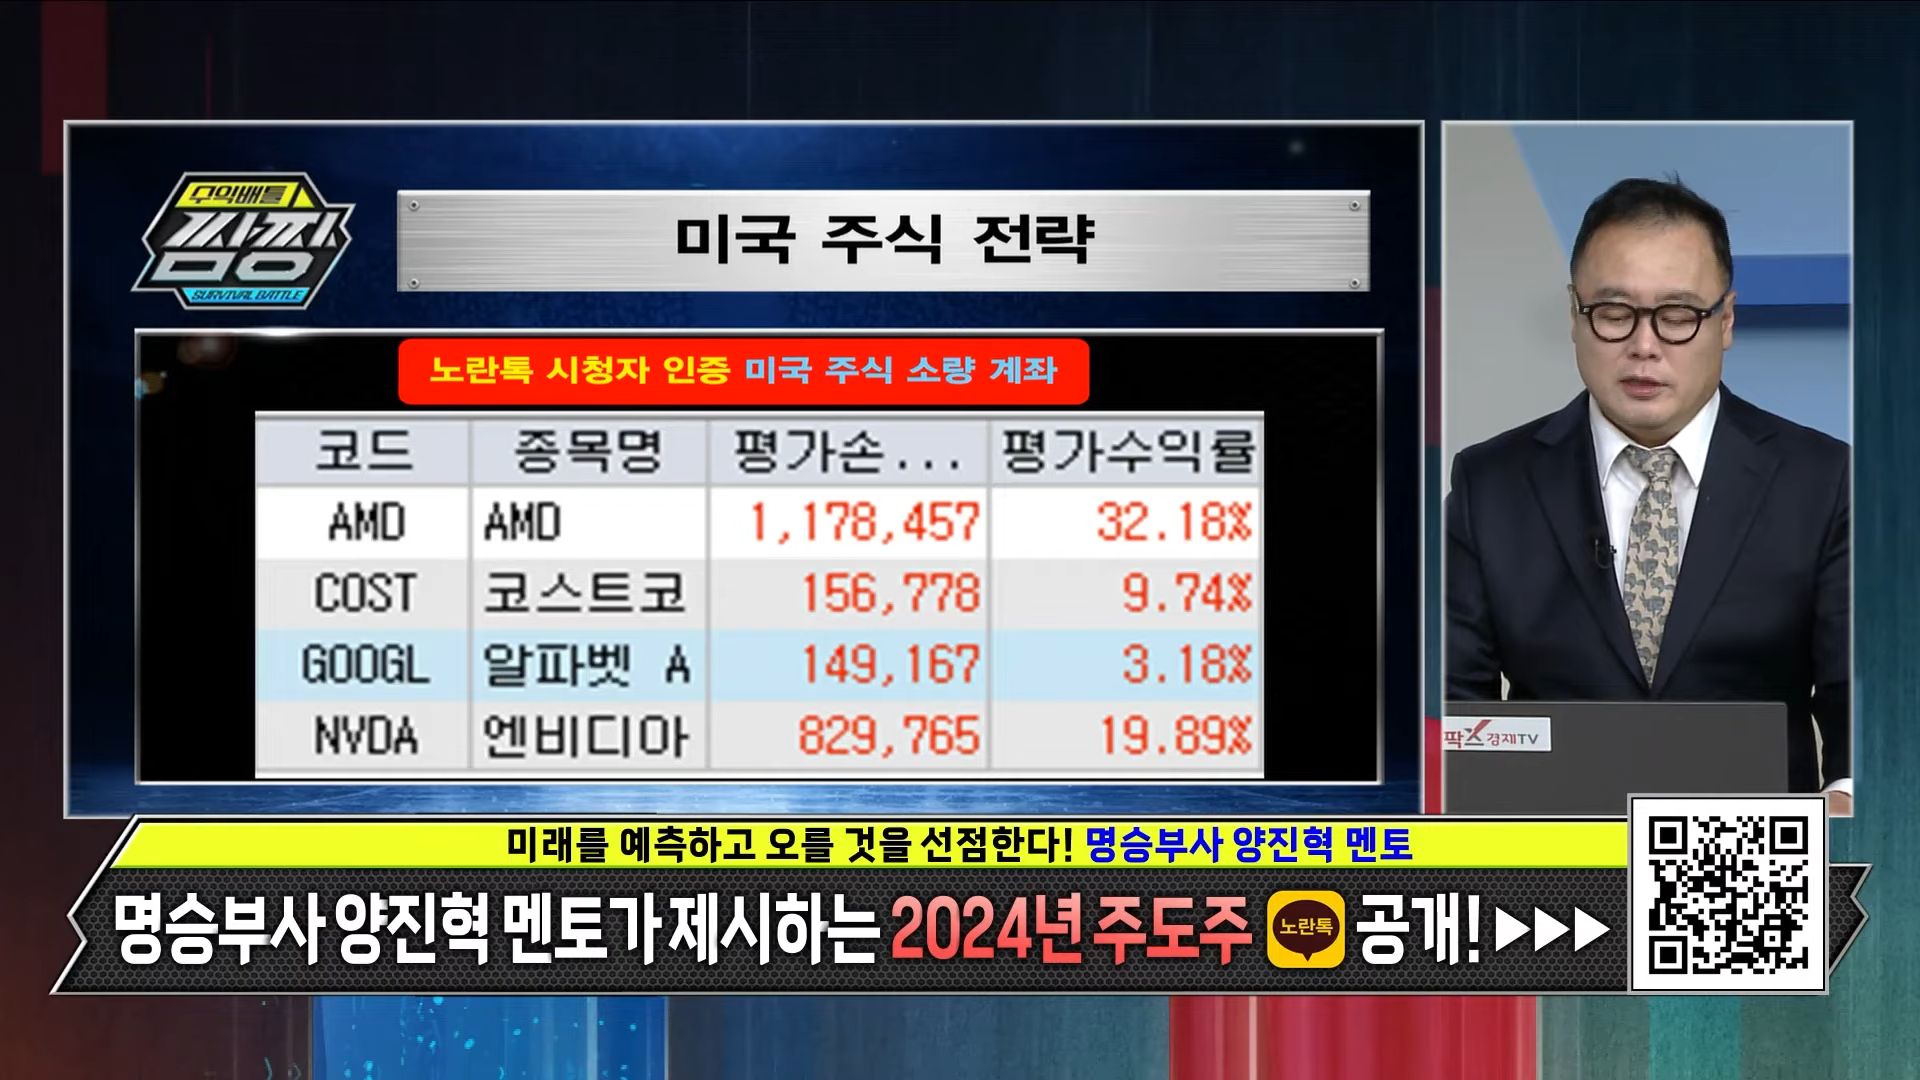 수익배틀
찜찡
SURVIVAL BATTLE
미국 주식 전략
노란톡 시청자 인증 미국 주식 소량 계좌
코드 종목명 평가손... 평가수익률
AMD AMD 1,178,457 32.18%
COST 코스트코 156,778 9.74%
GOOGL 알파벳 A 149,167 3.18%
NVDA 엔비디아 829,765 19.89%
팍스경제TV
미래를 예측하고 오를 것을 선점한다! 명승부사 양진혁 멘토
명승부사 양진혁 멘토가 제시하는 2024년 주도주 노란톡 공개! ▶▶▶